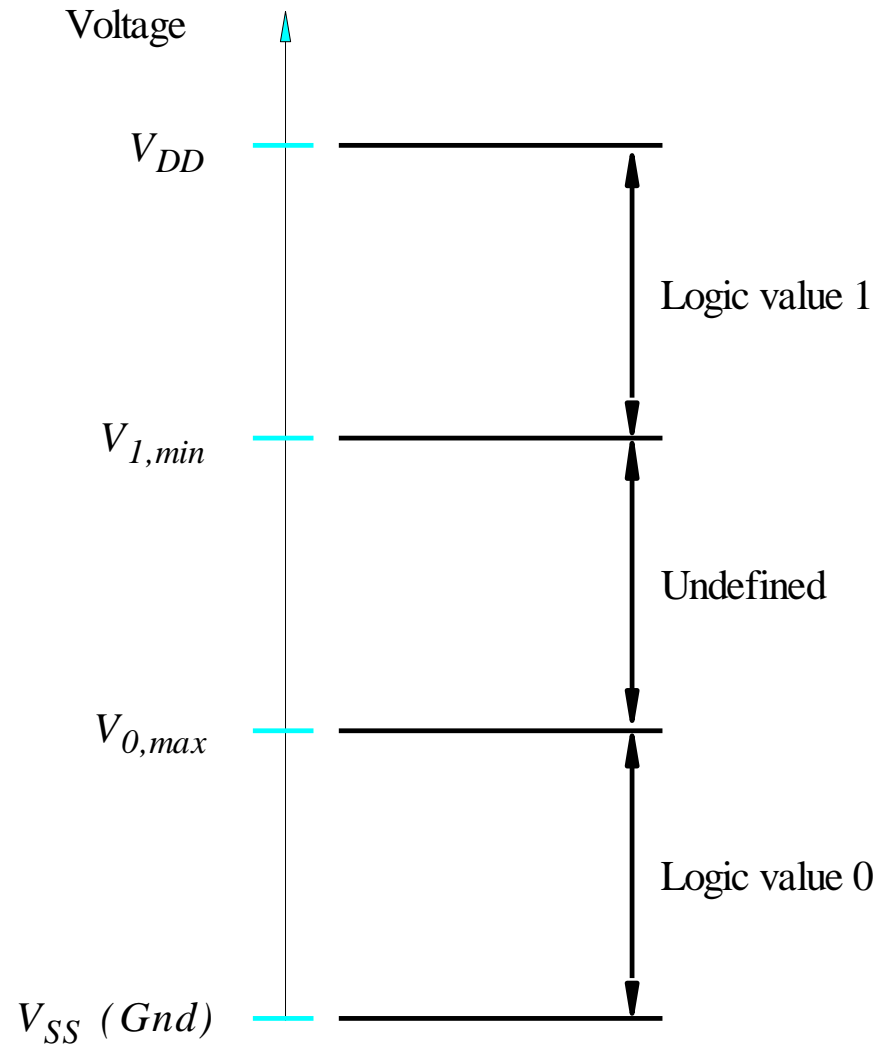 Voltage
V_DD
Logic value 1
V_1,min
Undefined
V_0,max
Logic value 0
V_SS (Gnd)